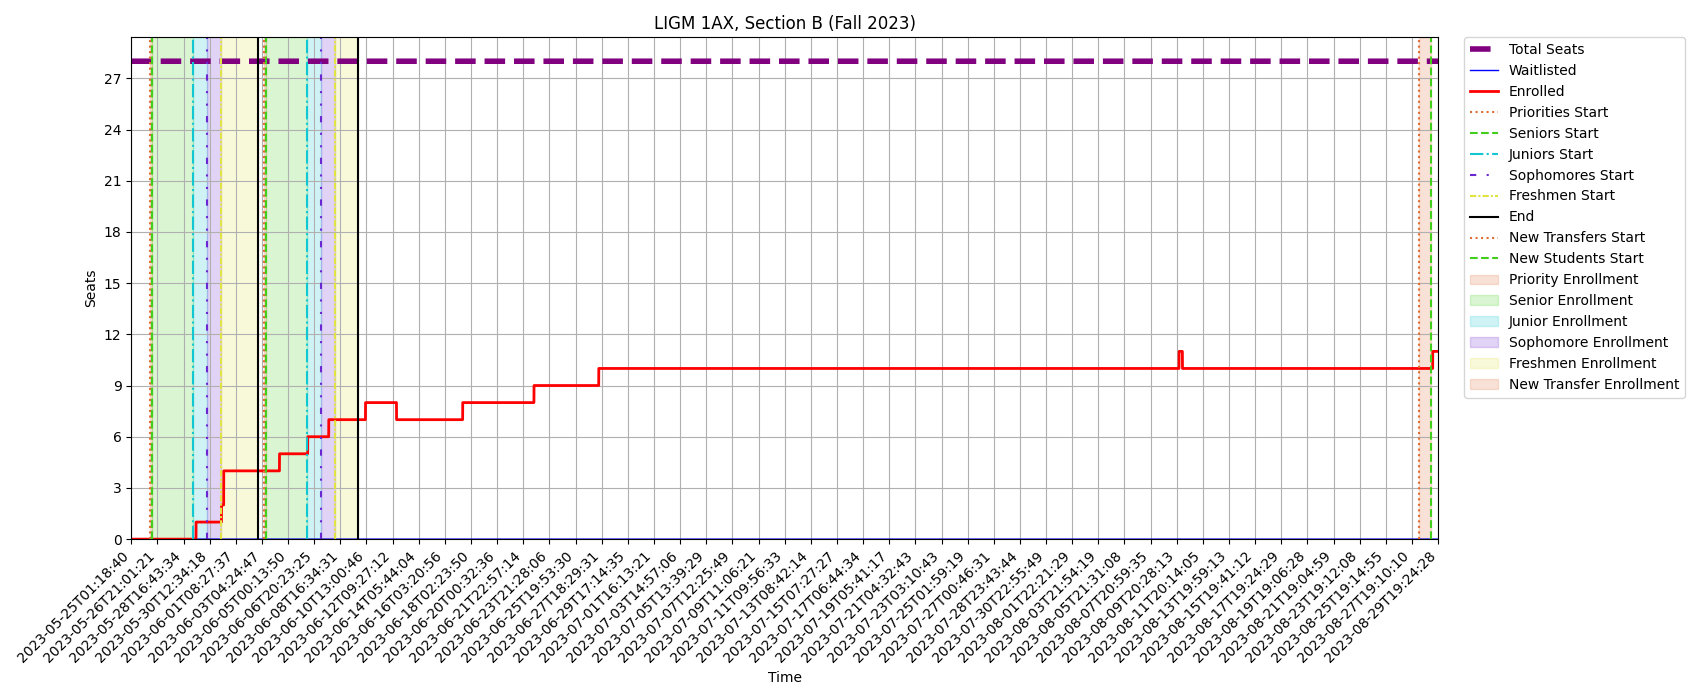 LIGM 1AX, Section B (Fall 2023)
Seats
27
24
21
18
15
12
9
6
3
0
2023-05-25T01:18:40
2023-05-26T21:01:21
2023-05-28T16:43:34
2023-05-30T12:34:18
2023-06-01T08:27:37
2023-06-03T04:24:47
2023-06-05T00:13:50
2023-06-06T20:23:25
2023-06-08T16:34:31
2023-06-10T13:00:46
2023-06-12T09:27:12
2023-06-14T05:44:04
2023-06-16T03:20:56
2023-06-18T02:23:50
2023-06-20T00:32:36
2023-06-21T22:57:14
2023-06-23T21:28:06
2023-06-25T19:53:30
2023-06-27T18:29:31
2023-06-29T17:14:35
2023-07-01T16:13:21
2023-07-03T14:57:06
2023-07-05T13:39:29
2023-07-07T12:25:49
2023-07-09T11:06:21
2023-07-11T09:56:33
2023-07-13T08:42:14
2023-07-15T07:27:27
2023-07-17T06:44:34
2023-07-19T05:41:17
2023-07-21T04:32:43
2023-07-23T03:10:43
2023-07-25T01:59:19
2023-07-27T00:46:31
2023-07-28T23:43:44
2023-07-30T22:55:49
2023-08-01T22:21:29
2023-08-03T21:54:19
2023-08-05T21:31:08
2023-08-07T20:59:35
2023-08-09T20:28:13
2023-08-11T20:14:05
2023-08-13T19:59:13
2023-08-15T19:41:12
2023-08-17T19:24:29
2023-08-19T19:06:28
2023-08-21T19:04:59
2023-08-23T19:12:08
2023-08-25T19:14:55
2023-08-27T19:10:10
2023-08-29T19:24:28
Time
Total Seats
Waitlisted
Enrolled
Priorities Start
Seniors Start
Juniors Start
Sophomores Start
Freshmen Start
End
New Transfers Start
New Students Start
Priority Enrollment
Senior Enrollment
Junior Enrollment
Sophomore Enrollment
Freshmen Enrollment
New Transfer Enrollment